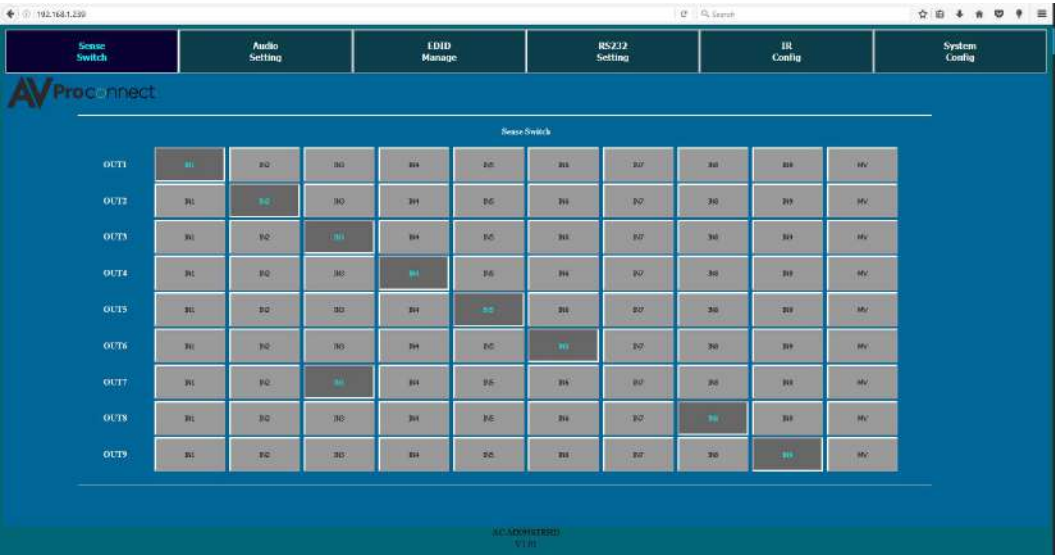 192.168.1.239
Search
Sense Switch
Audio Setting
EDID Manage
RS232 Setting
IR Config
System Config
AVProconnect
Sense Switch
OUT1 IN1 IN2 IN3 IN4 IN5 IN6 IN7 IN8 IN9 MV
OUT2 IN1 IN2 IN3 IN4 IN5 IN6 IN7 IN8 IN9 MV
OUT3 IN1 IN2 IN3 IN4 IN5 IN6 IN7 IN8 IN9 MV
OUT4 IN1 IN2 IN3 IN4 IN5 IN6 IN7 IN8 IN9 MV
OUT5 IN1 IN2 IN3 IN4 IN5 IN6 IN7 IN8 IN9 MV
OUT6 IN1 IN2 IN3 IN4 IN5 IN6 IN7 IN8 IN9 MV
OUT7 IN1 IN2 IN3 IN4 IN5 IN6 IN7 IN8 IN9 MV
OUT8 IN1 IN2 IN3 IN4 IN5 IN6 IN7 IN8 IN9 MV
OUT9 IN1 IN2 IN3 IN4 IN5 IN6 IN7 IN8 IN9 MV